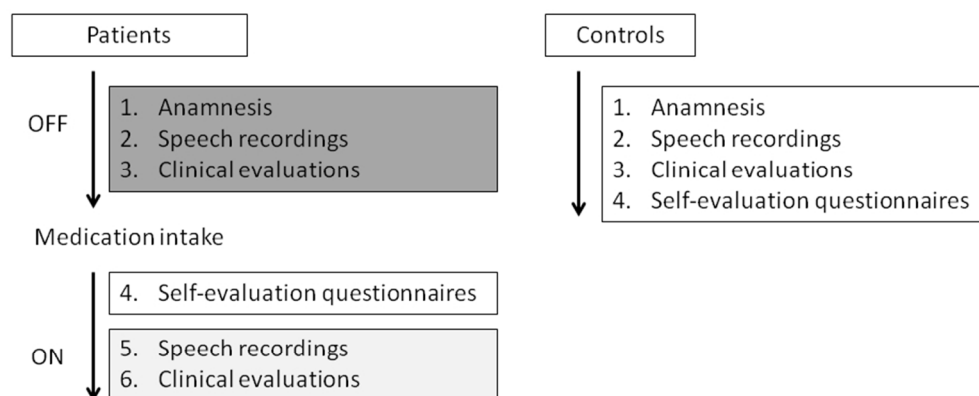 Patients
OFF
1. Anamnesis
2. Speech recordings
3. Clinical evaluations
Medication intake
4. Self-evaluation questionnaires
ON
5. Speech recordings
6. Clinical evaluations
Controls
1. Anamnesis
2. Speech recordings
3. Clinical evaluations
4. Self-evaluation questionnaires